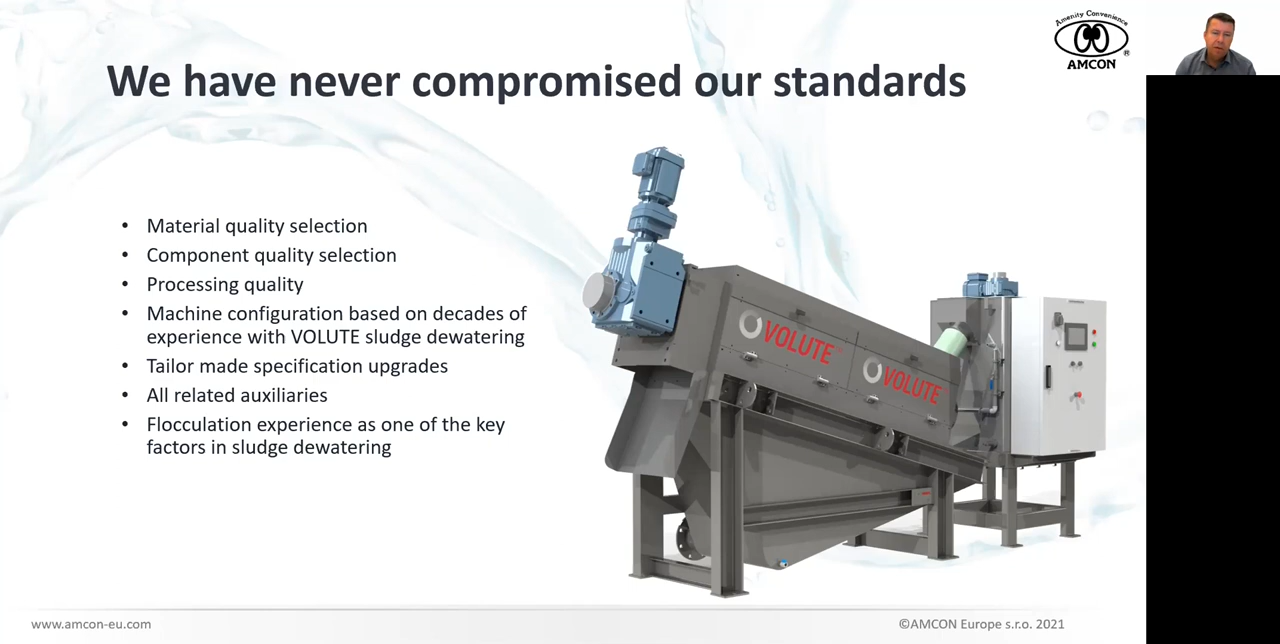 Amenity Convenience
®
AMCON
We have never compromised our standards
• Material quality selection
• Component quality selection
• Processing quality
• Machine configuration based on decades of
experience with VOLUTE sludge dewatering
• Tailor made specification upgrades
• All related auxiliaries
• Flocculation experience as one of the key
factors in sludge dewatering
VOLUTE
VOLUTE
www.amcon-eu.com
©AMCON Europe s.r.o. 2021